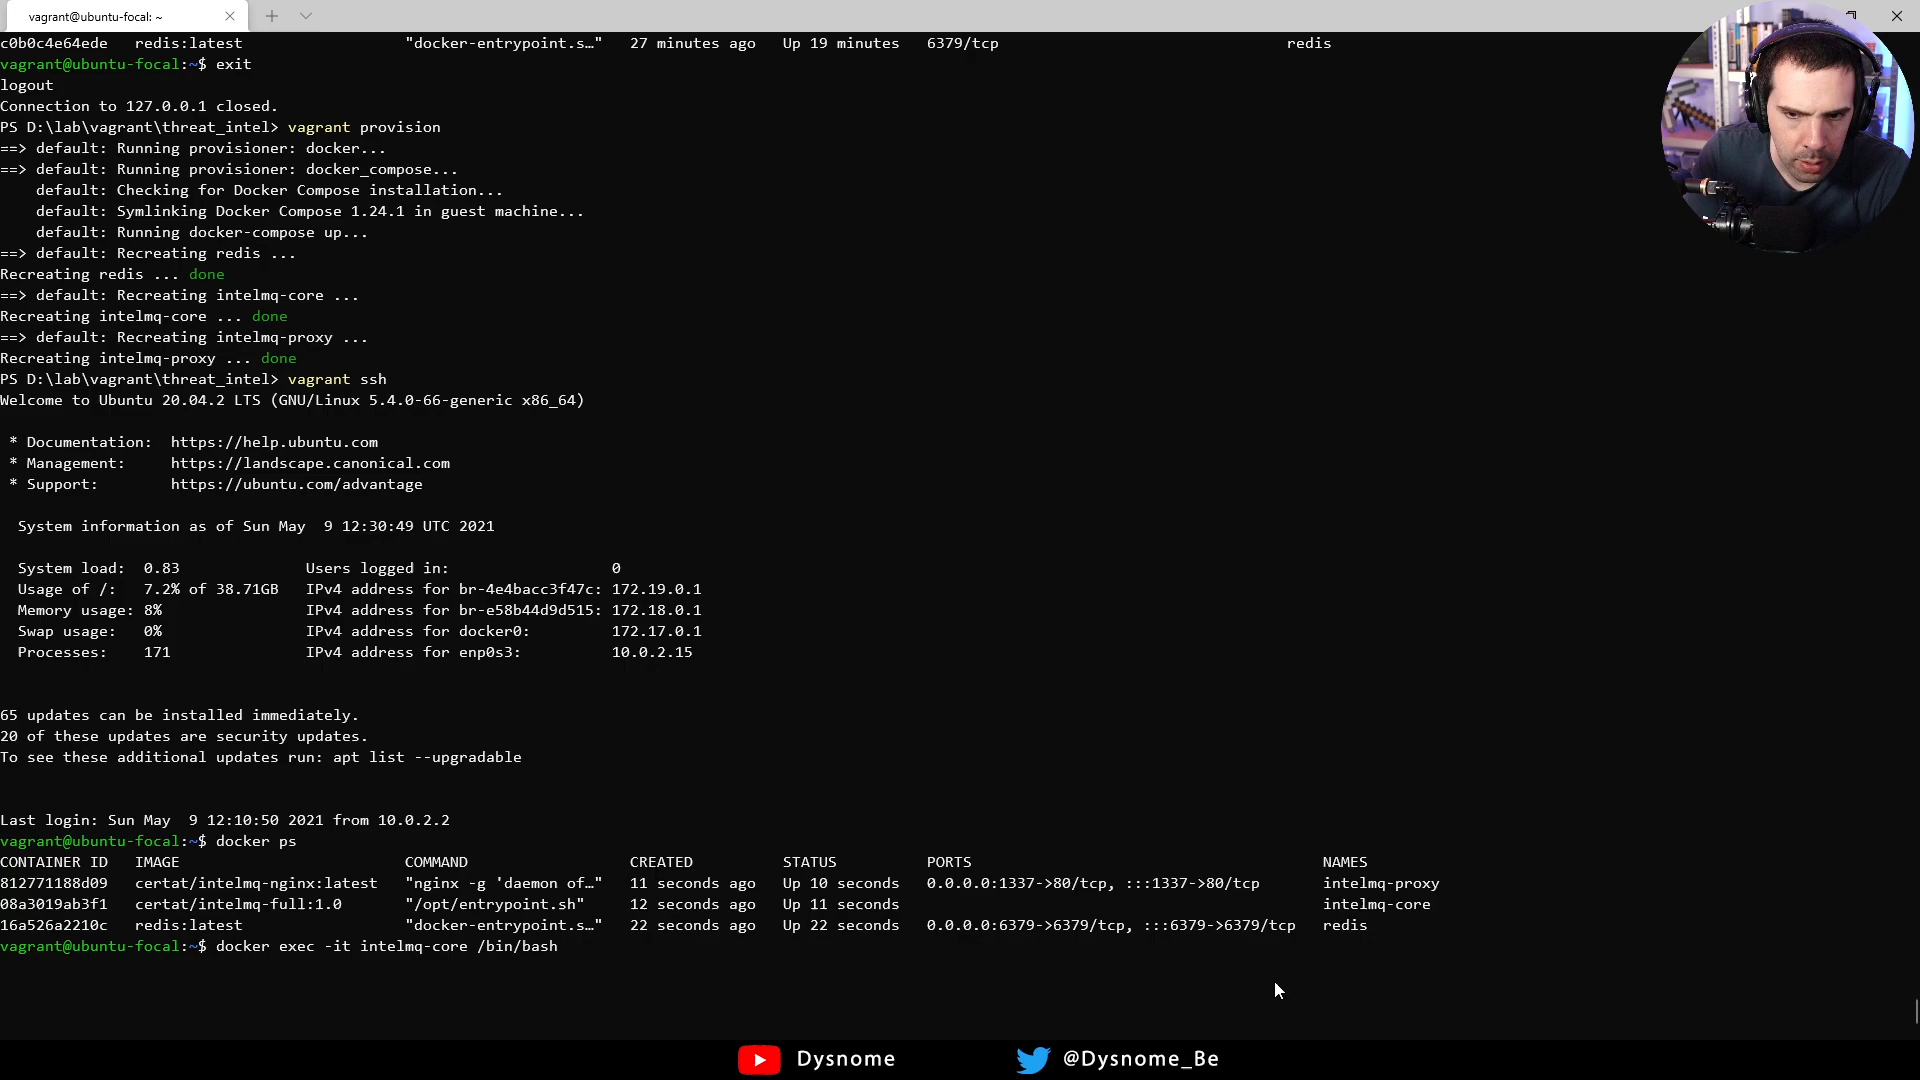 vagrant@ubuntu-focal: ~
c0b0c4e64ede   redis:latest                  "docker-entrypoint.s…"   27 minutes ago   Up 19 minutes   6379/tcp                                redis
vagrant@ubuntu-focal:~$ exit
logout
Connection to 127.0.0.1 closed.
PS D:\lab\vagrant\threat_intel> vagrant provision
==> default: Running provisioner: docker...
==> default: Running provisioner: docker_compose...
    default: Checking for Docker Compose installation...
    default: Symlinking Docker Compose 1.24.1 in guest machine...
    default: Running docker-compose up...
==> default: Recreating redis ...
Recreating redis ... done
==> default: Recreating intelmq-core ...
Recreating intelmq-core ... done
==> default: Recreating intelmq-proxy ...
Recreating intelmq-proxy ... done
PS D:\lab\vagrant\threat_intel> vagrant ssh
Welcome to Ubuntu 20.04.2 LTS (GNU/Linux 5.4.0-66-generic x86_64)
 * Documentation:  https://help.ubuntu.com
 * Management:     https://landscape.canonical.com
 * Support:        https://ubuntu.com/advantage
  System information as of Sun May  9 12:30:49 UTC 2021
  System load:  0.83              Users logged in:                  0
  Usage of /:   7.2% of 38.71GB   IPv4 address for br-4e4bacc3f47c: 172.19.0.1
  Memory usage: 8%                IPv4 address for br-e58b44d9d515: 172.18.0.1
  Swap usage:   0%                IPv4 address for docker0:         172.17.0.1
  Processes:    171               IPv4 address for enp0s3:          10.0.2.15
65 updates can be installed immediately.
20 of these updates are security updates.
To see these additional updates run: apt list --upgradable
Last login: Sun May  9 12:10:50 2021 from 10.0.2.2
vagrant@ubuntu-focal:~$ docker ps
CONTAINER ID   IMAGE                         COMMAND                  CREATED          STATUS          PORTS                                       NAMES
812771188d09   certat/intelmq-nginx:latest   "nginx -g 'daemon of…"   11 seconds ago   Up 10 seconds   0.0.0.0:1337->80/tcp, :::1337->80/tcp       intelmq-proxy
08a3019ab3f1   certat/intelmq-full:1.0       "/opt/entrypoint.sh"     12 seconds ago   Up 11 seconds                                               intelmq-core
16a526a2210c   redis:latest                  "docker-entrypoint.s…"   22 seconds ago   Up 22 seconds   0.0.0.0:6379->6379/tcp, :::6379->6379/tcp   redis
vagrant@ubuntu-focal:~$ docker exec -it intelmq-core /bin/bash
Dysnome   @Dysnome_Be